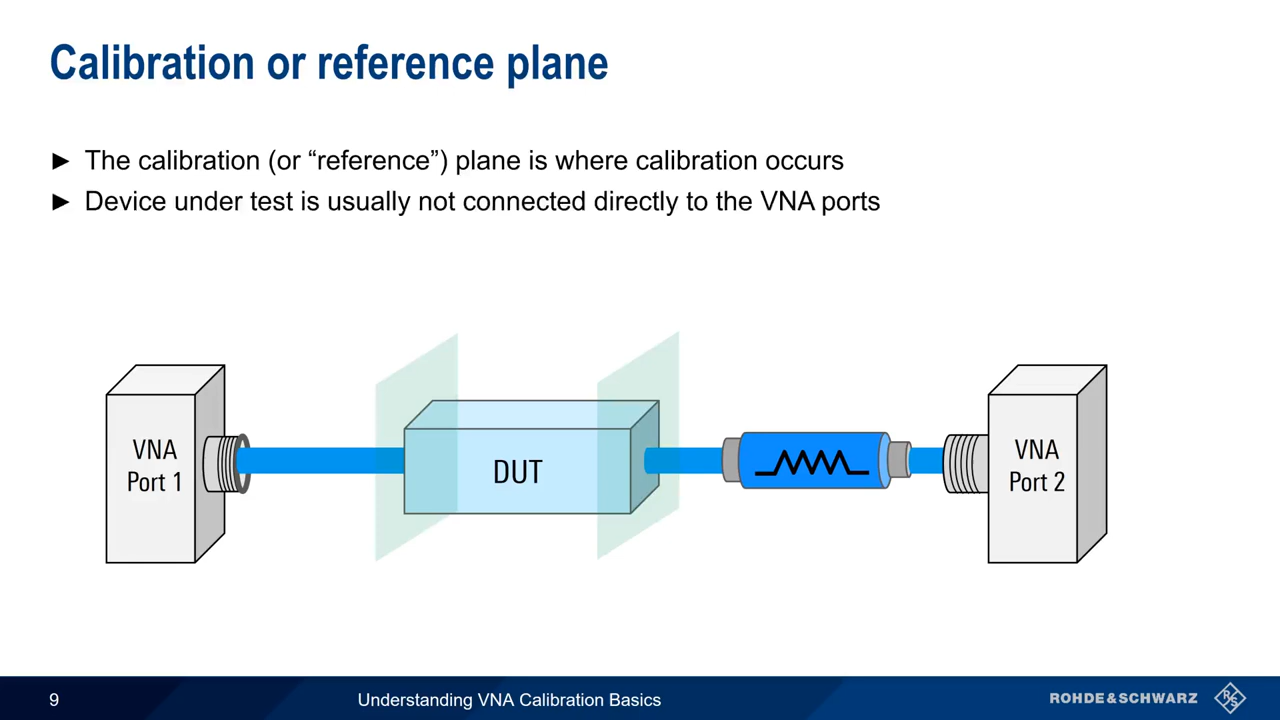 Calibration or reference plane
► The calibration (or “reference”) plane is where calibration occurs
► Device under test is usually not connected directly to the VNA ports
VNA
Port 1
DUT
VNA
Port 2
9
Understanding VNA Calibration Basics
ROHDE & SCHWARZ
R S